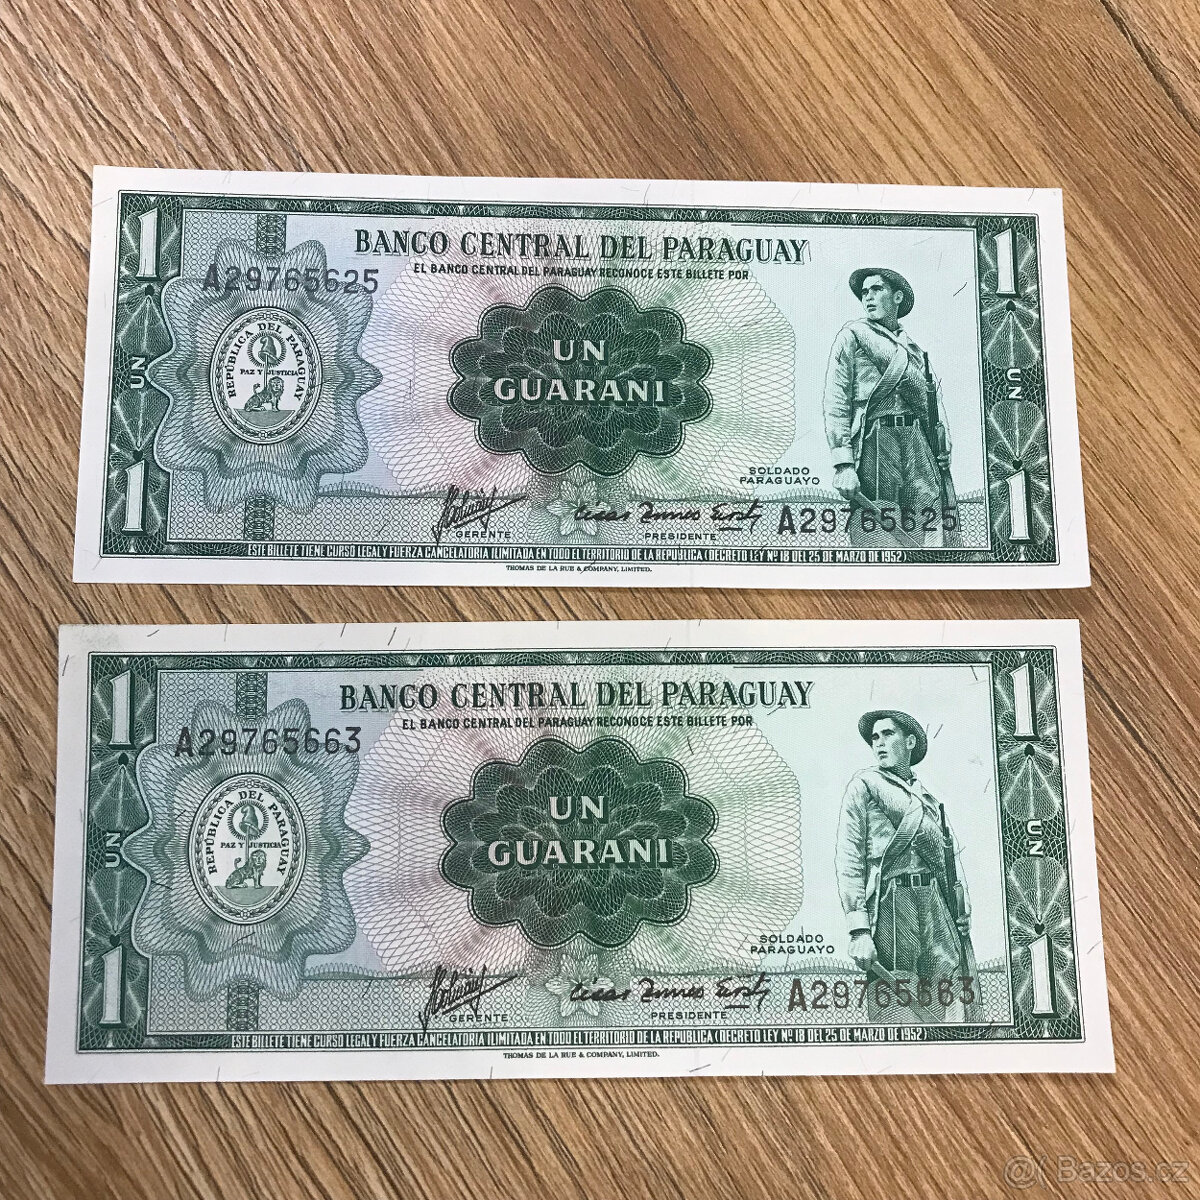 1
1
BANCO CENTRAL DEL PARAGUAY
EL BANCO CENTRAL DEL PARAGUAY RECONOCE ESTE BILLETE POR
A29765625
REPÚBLICA DEL PARAGUAY
PAZ Y JUSTICIA
UN
UN
GUARANI
UN
SOLDADO
PARAGUAYO
1
1
GERENTE
PRESIDENTE
A29765625
ESTE BILLETE TIENE CURSO LEGAL Y FUERZA CANCELATORIA ILIMITADA EN TODO EL TERRITORIO DE LA REPUBLICA (DECRETO LEY Nº 18 DEL 25 DE MARZO DE 1952)
THOMAS DE LA RUE & COMPANY, LIMITED.
1
1
BANCO CENTRAL DEL PARAGUAY
EL BANCO CENTRAL DEL PARAGUAY RECONOCE ESTE BILLETE POR
A29765663
REPÚBLICA DEL PARAGUAY
PAZ Y JUSTICIA
UN
UN
GUARANI
UN
SOLDADO
PARAGUAYO
1
1
GERENTE
PRESIDENTE
A29765663
ESTE BILLETE TIENE CURSO LEGAL Y FUERZA CANCELATORIA ILIMITADA EN TODO EL TERRITORIO DE LA REPUBLICA (DECRETO LEY Nº 18 DEL 25 DE MARZO DE 1952)
THOMAS DE LA RUE & COMPANY, LIMITED.
Bazos.cz